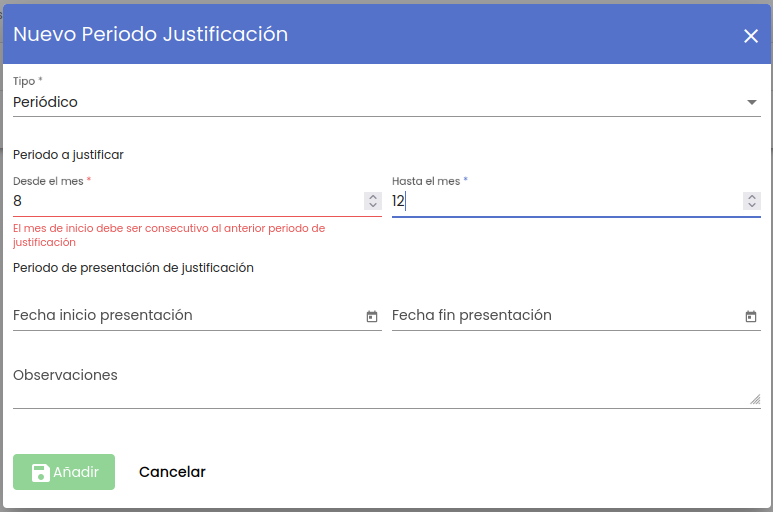 Nuevo Periodo Justificación
Tipo *
Periódico
Periodo a justificar
Desde el mes *
Hasta el mes *
8
12
El mes de inicio debe ser consecutivo al anterior periodo de
justificación
Periodo de presentación de justificación
Fecha inicio presentación
Fecha fin presentación
Observaciones
Añadir
Cancelar